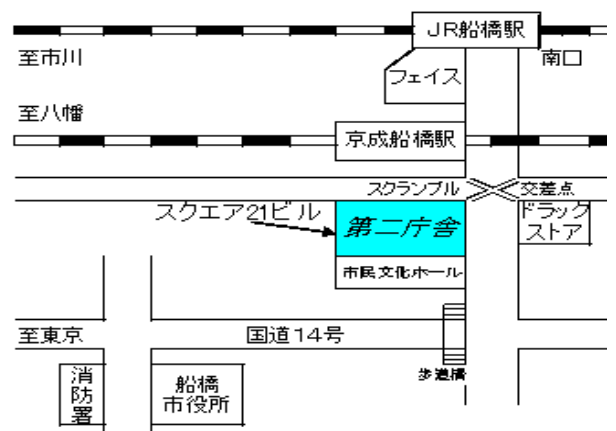 JR船橋駅
至市川
南口
フェイス
至八幡
京成船橋駅
スクランブル
交差点
スクエア21ビル
第二庁舎
ドラック
ストア
市民文化ホール
至東京
国道14号
歩道橋
消
防
署
船橋
市役所